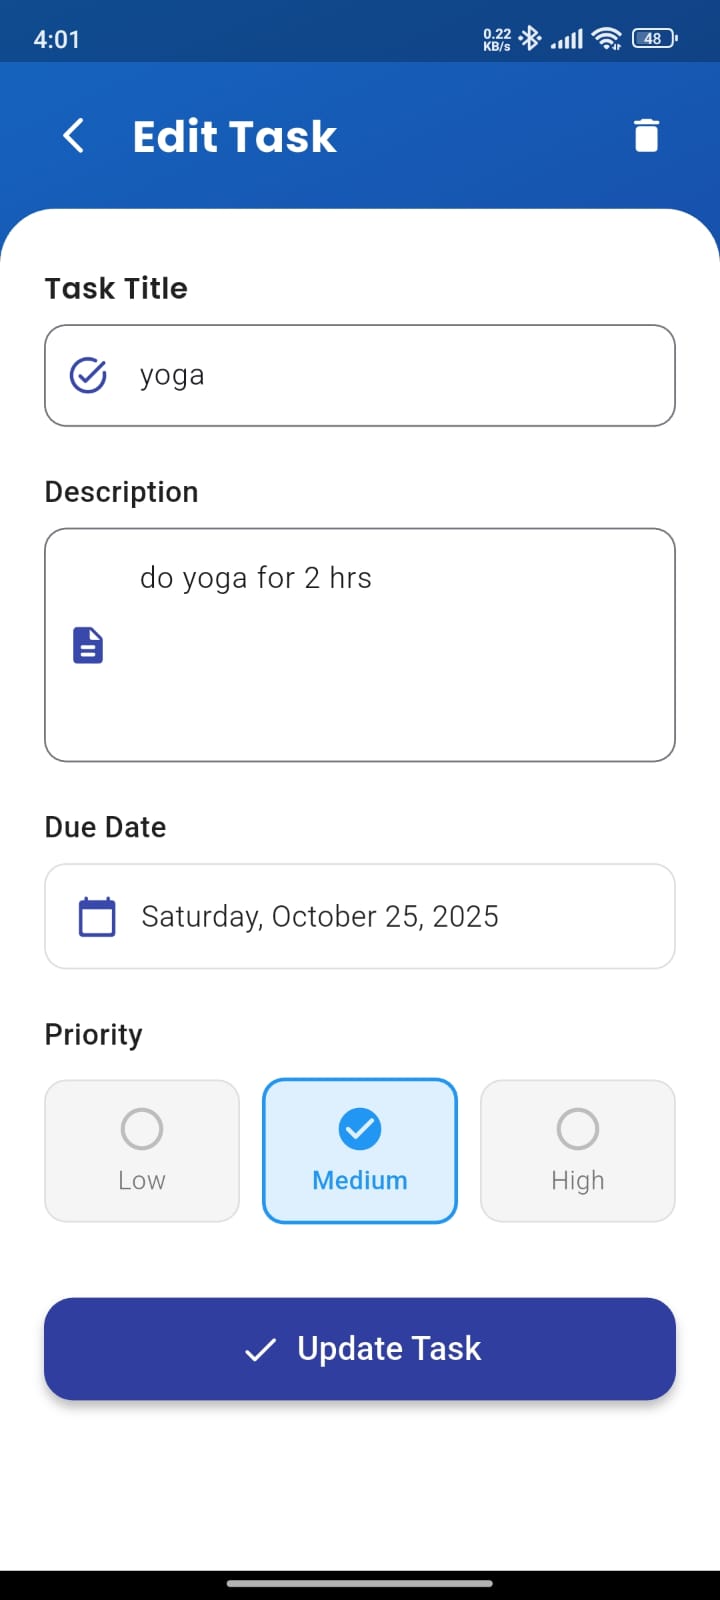 4:01
0.22
KB/s
48
Edit Task
Task Title
yoga
Description
do yoga for 2 hrs
Due Date
Saturday, October 25, 2025
Priority
Low
Medium
High
Update Task